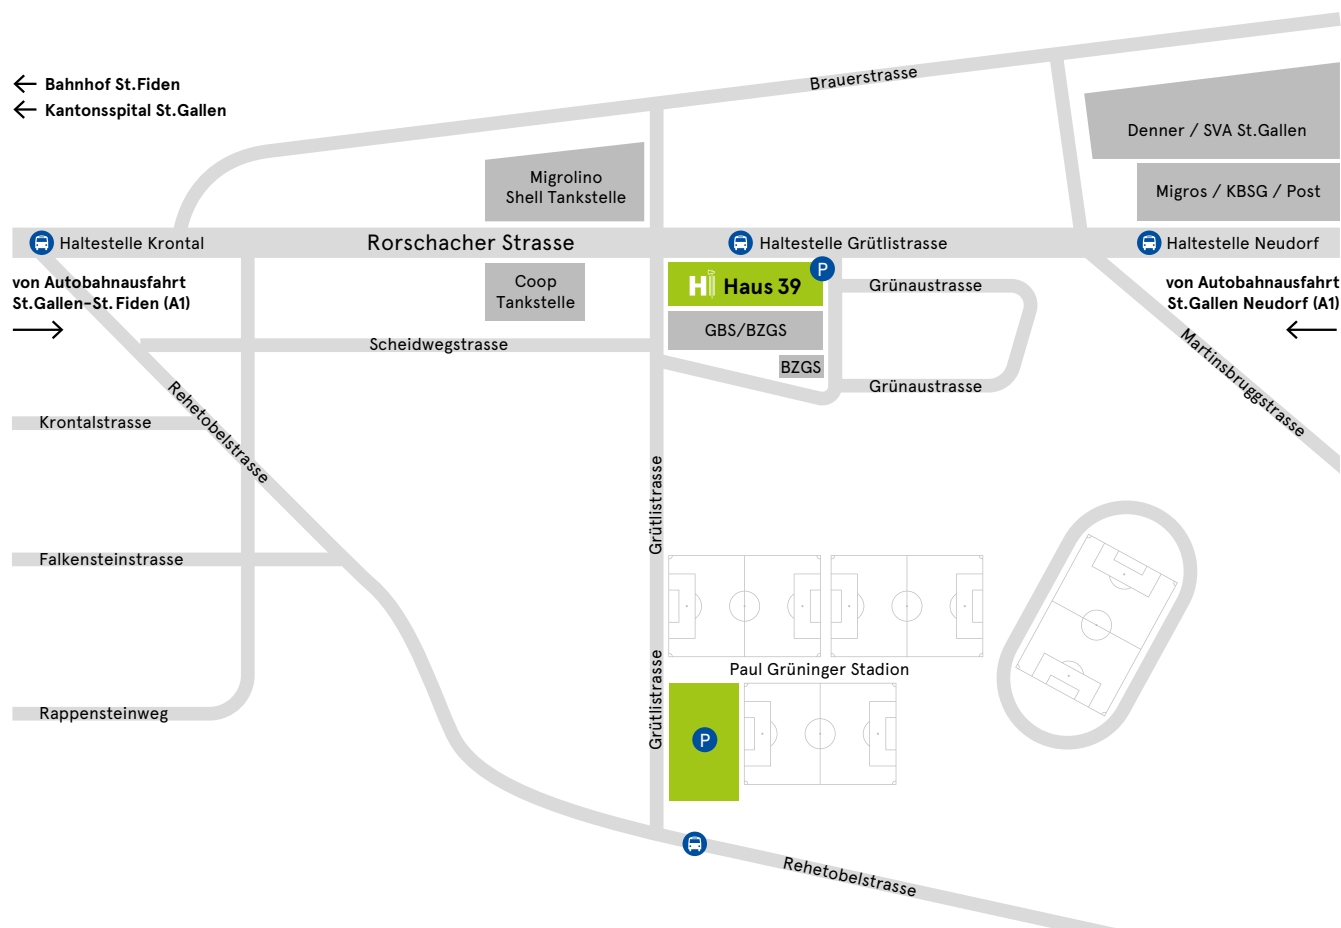 Brauerstrasse
Bahnhof St.Fiden
Kantonsspital St.Gallen
Denner / SVA St.Gallen
Migrolino
Shell Tankstelle
Migros / KBSG / Post
Haltestelle Krontal
Rorschacher Strasse
Haltestelle Grütlistrasse
Haltestelle Neudorf
von Autobahnausfahrt
St.Gallen–St. Fiden (A1)
Coop
Tankstelle
H Haus 39
P
Grünaustrasse
von Autobahnausfahrt
St.Gallen Neudorf (A1)
GBS/BZGS
Scheidwegstrasse
BZGS
Grünaustrasse
Martinsbruggstrasse
Krontalstrasse
Rehetobelstrasse
Grütlistrasse
Falkensteinstrasse
Paul Grüninger Stadion
Grütlistrasse
Rappensteinweg
P
Rehetobelstrasse